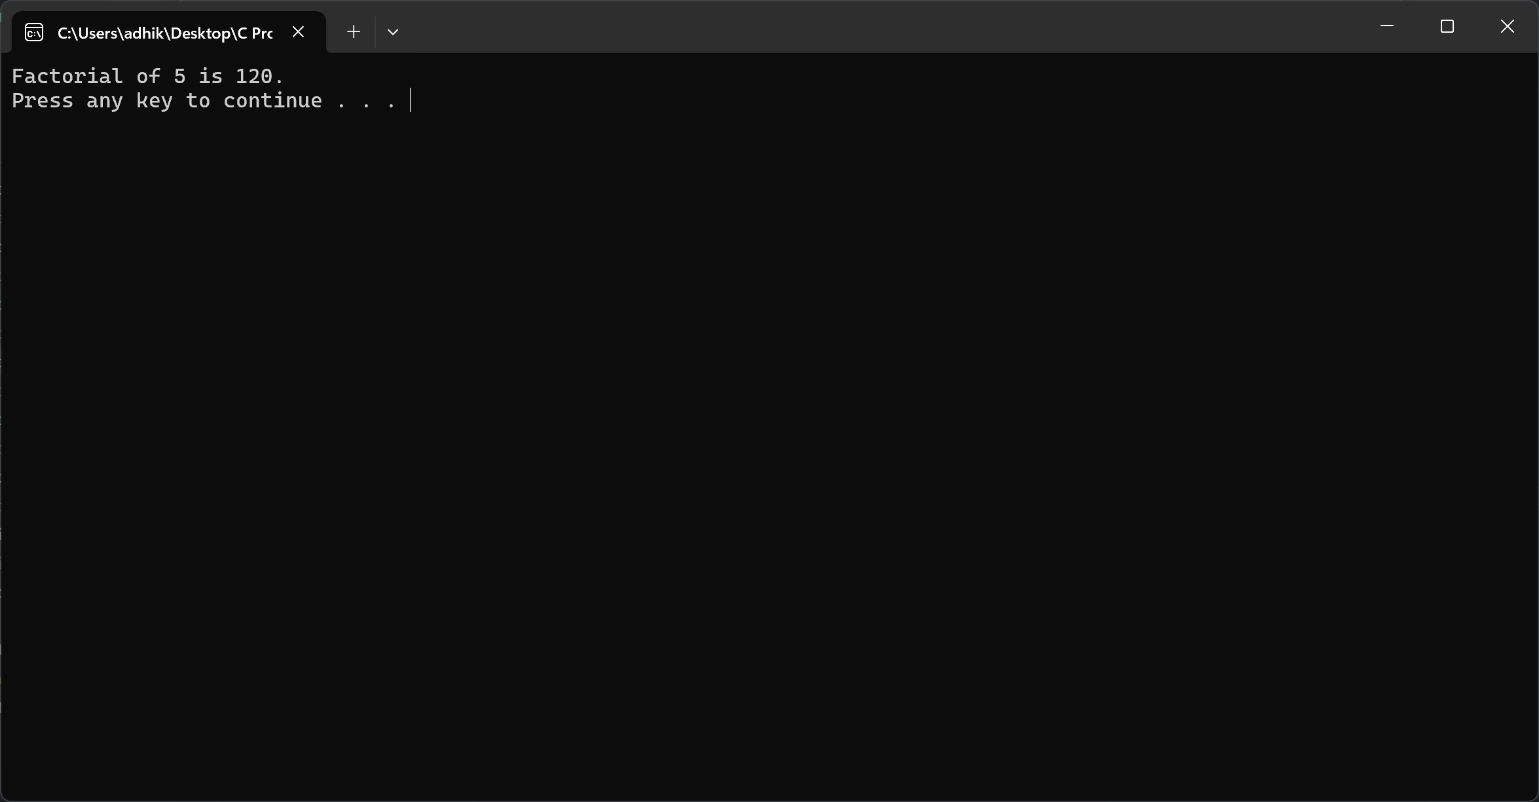 C:\Users\adhik\Desktop\C Prc
Factorial of 5 is 120.
Press any key to continue . . .